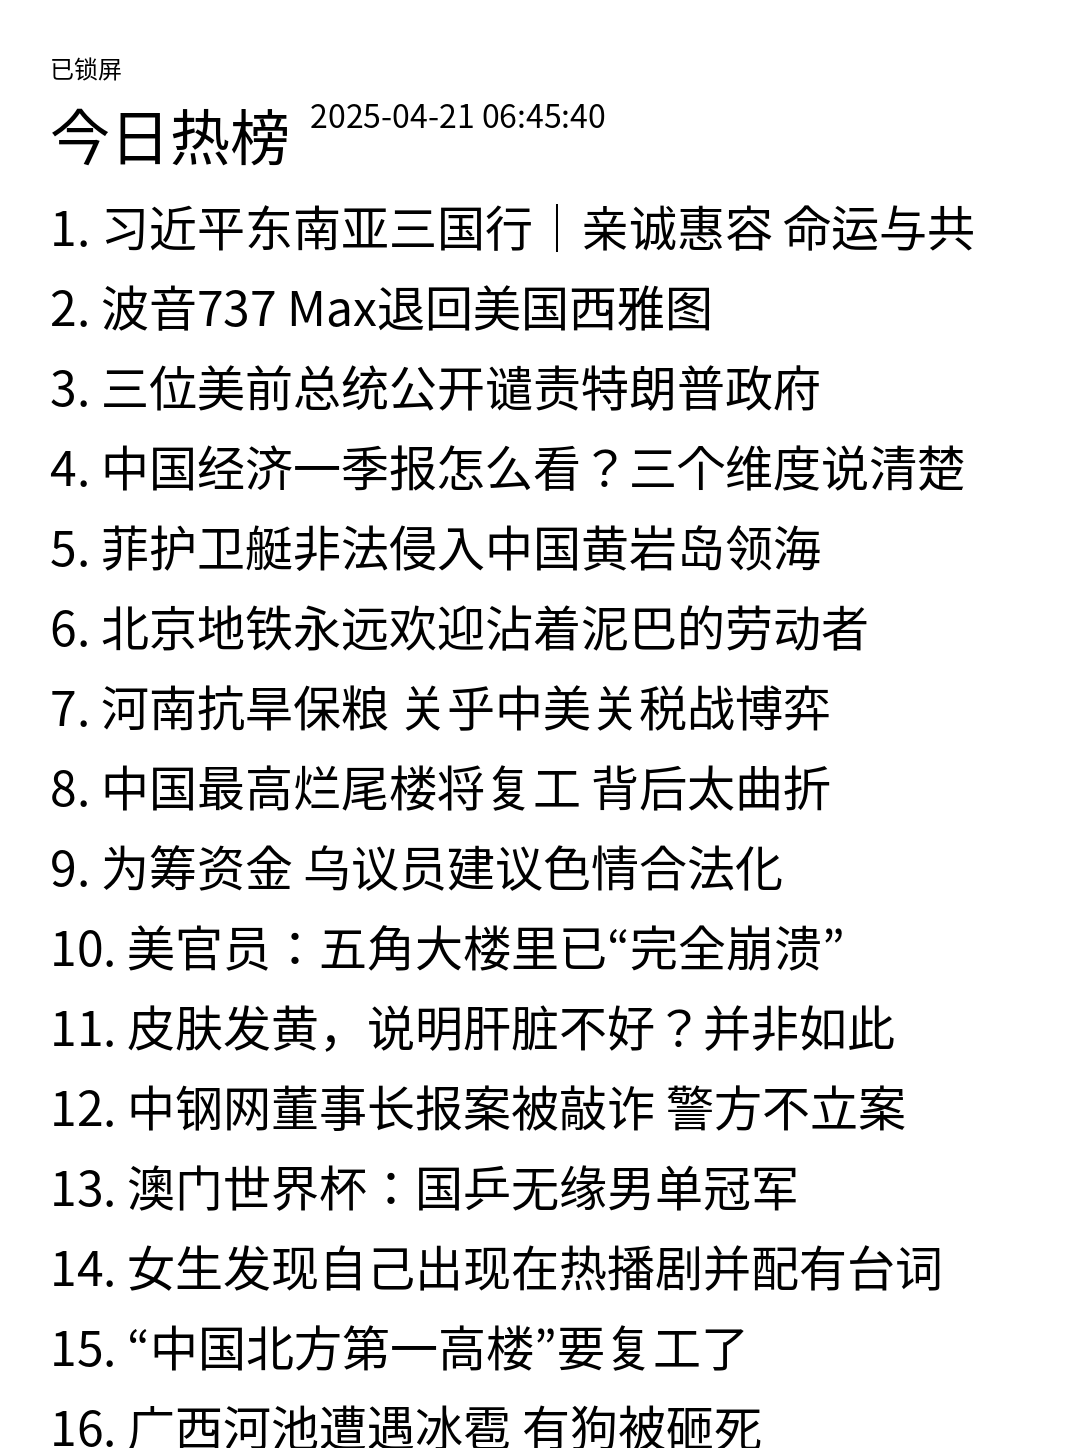 已锁屏
今日热榜 2025-04-21 06:45:40
1. 习近平东南亚三国行｜亲诚惠容 命运与共
2. 波音737 Max退回美国西雅图
3. 三位美前总统公开谴责特朗普政府
4. 中国经济一季报怎么看？三个维度说清楚
5. 菲护卫艇非法侵入中国黄岩岛领海
6. 北京地铁永远欢迎沾着泥巴的劳动者
7. 河南抗旱保粮 关乎中美关税战博弈
8. 中国最高烂尾楼将复工 背后太曲折
9. 为筹资金 乌议员建议色情合法化
10. 美官员：五角大楼里已“完全崩溃”
11. 皮肤发黄，说明肝脏不好？并非如此
12. 中钢网董事长报案被敲诈 警方不立案
13. 澳门世界杯：国乒无缘男单冠军
14. 女生发现自己出现在热播剧并配有台词
15. “中国北方第一高楼”要复工了
16. 广西河池遭遇冰雹 有狗被砸死